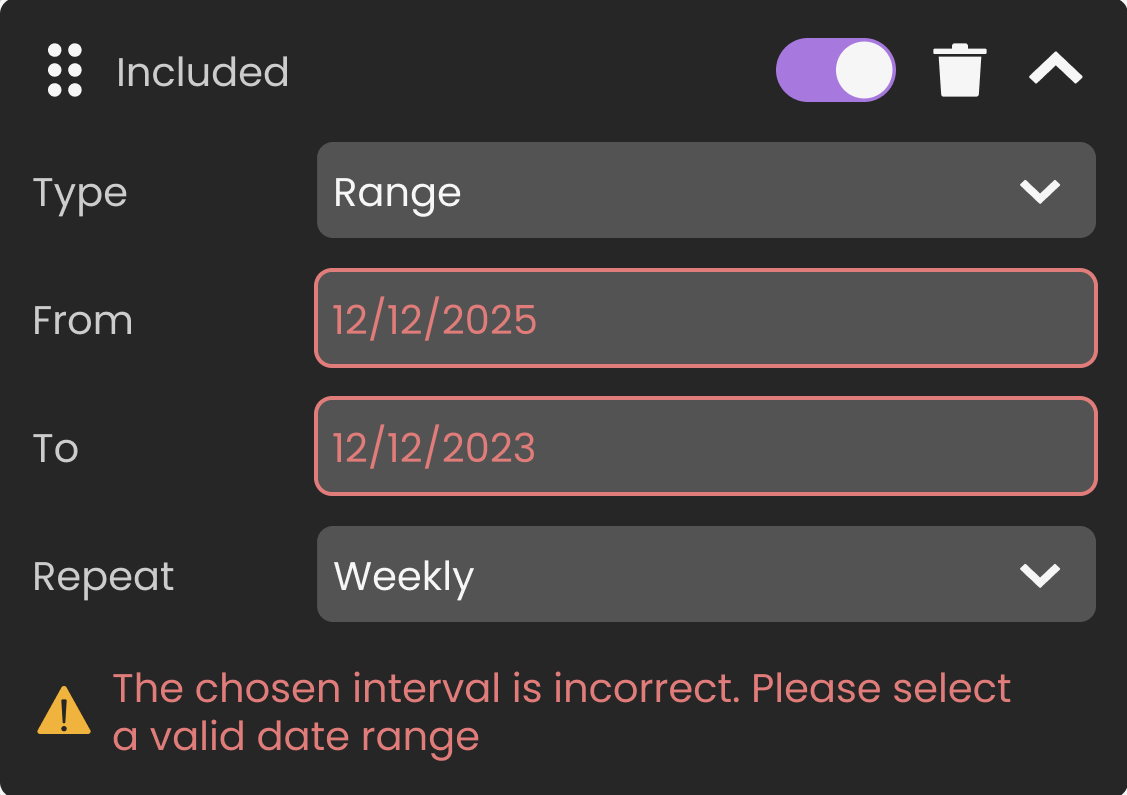 Included
Type
Range
From
12/12/2025
To
12/12/2023
Repeat
Weekly
The chosen interval is incorrect. Please select
a valid date range